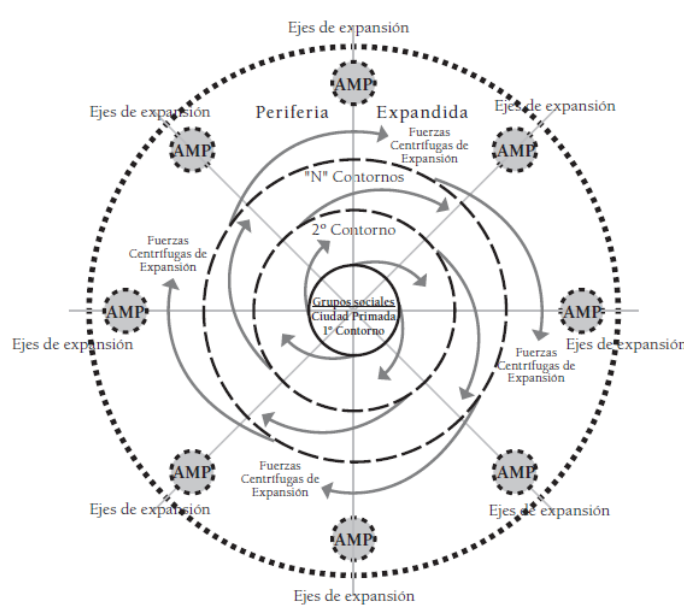 Ejes de expansión
AMP
Periferia Expandida
Ejes de expansión
Ejes de expansión
AMP
AMP
Fuerzas
Centrífugas de
Expansión
"N" Contornos
2º Contorno
Fuerzas
Centrífugas de
Expansión
Grupos sociales
Ciudad Primada
1º Contorno
AMP
AMP
Ejes de expansión
Ejes de expansión
Fuerzas
Centrífugas de
Expansión
Fuerzas
Centrífugas de
Expansión
AMP
AMP
Ejes de expansión
Ejes de expansión
AMP
Ejes de expansión